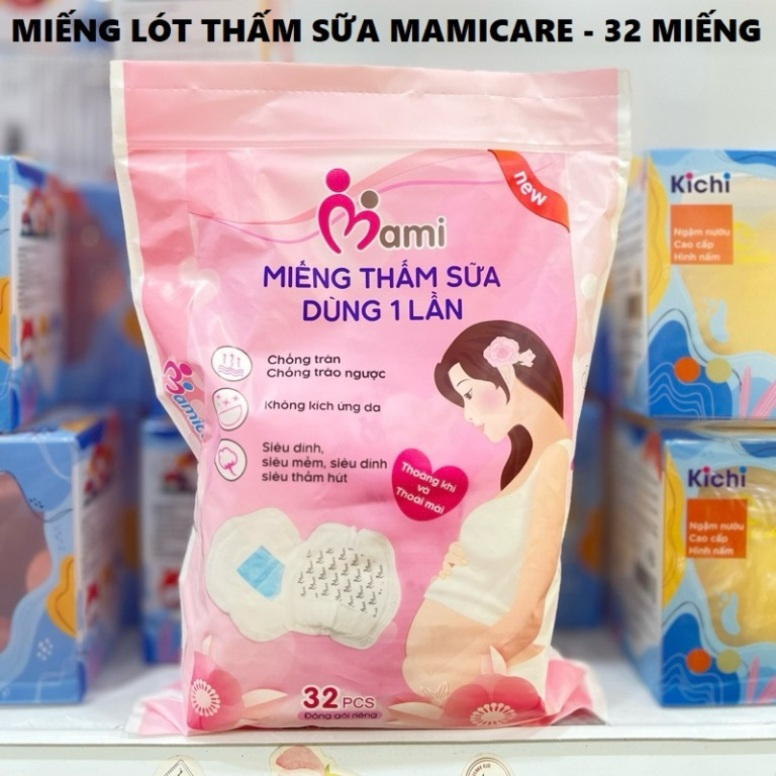 MIẾNG LÓT THẤM SỮA MAMICARE - 32 MIẾNG
new
Mami
MIẾNG THẤM SỮA
DÙNG 1 LẦN
Chống tràn
Chống trào ngược
Không kích ứng da
Siêu dính,
siêu mềm, siêu dính
siêu thấm hút
Thoáng khí
và
Thoải mái
32 PCS
Đóng gói riêng
Kichi
Ngậm nướu
Cao cấp
Hình nấm
Kichi
Ngậm nướu
Cao cấp
Hình nấm